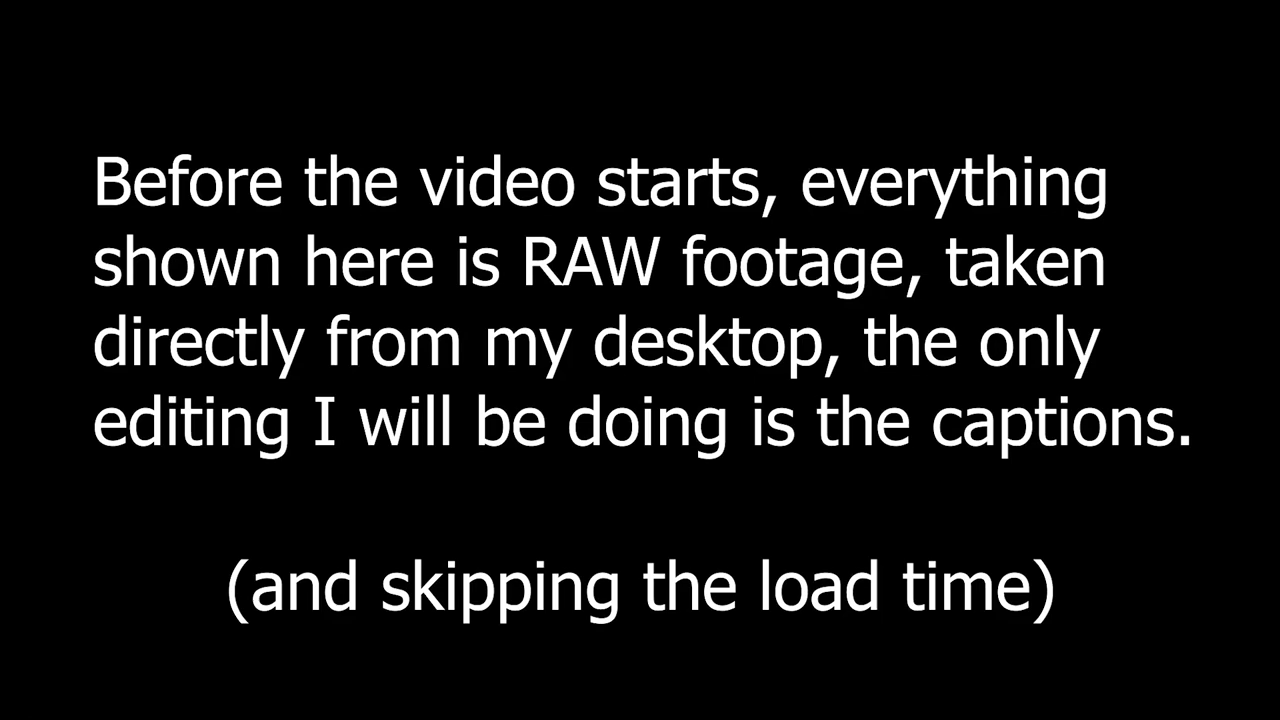 Before the video starts, everything
shown here is RAW footage, taken
directly from my desktop, the only
editing I will be doing is the captions.
(and skipping the load time)